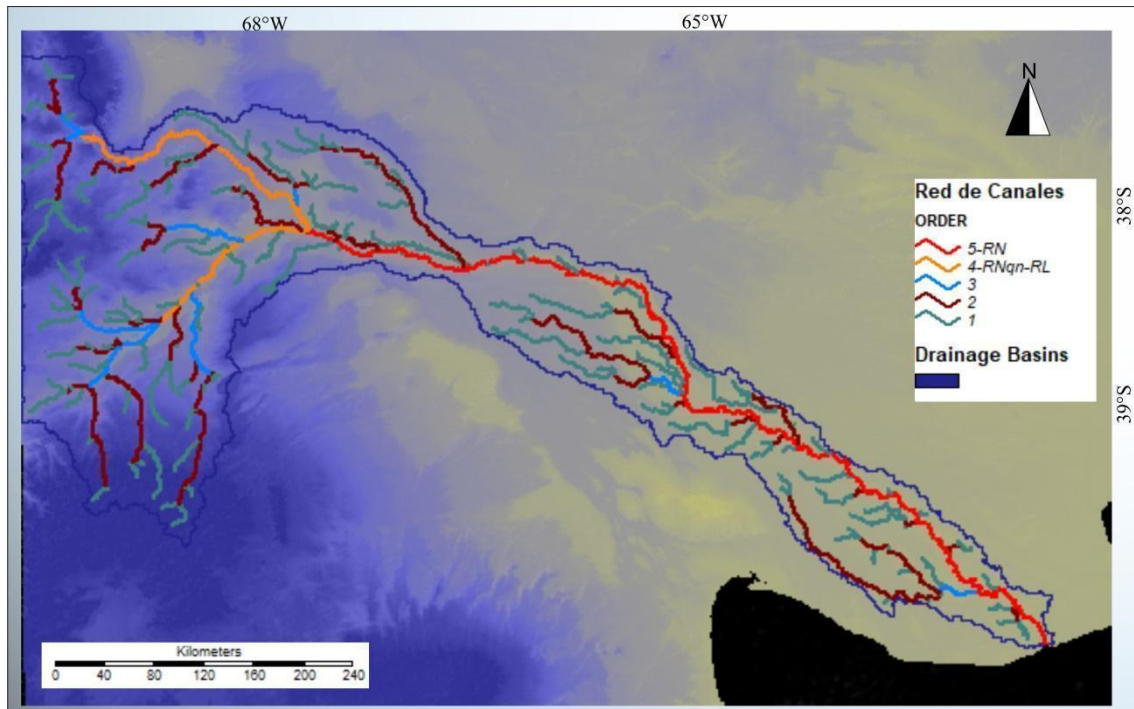 68°W
65°W
N
38°S
39°S
Red de Canales
ORDER
5-RN
4-RNqn-RL
3
2
1
Drainage Basins
Kilometers
0 40 80 120 160 200 240